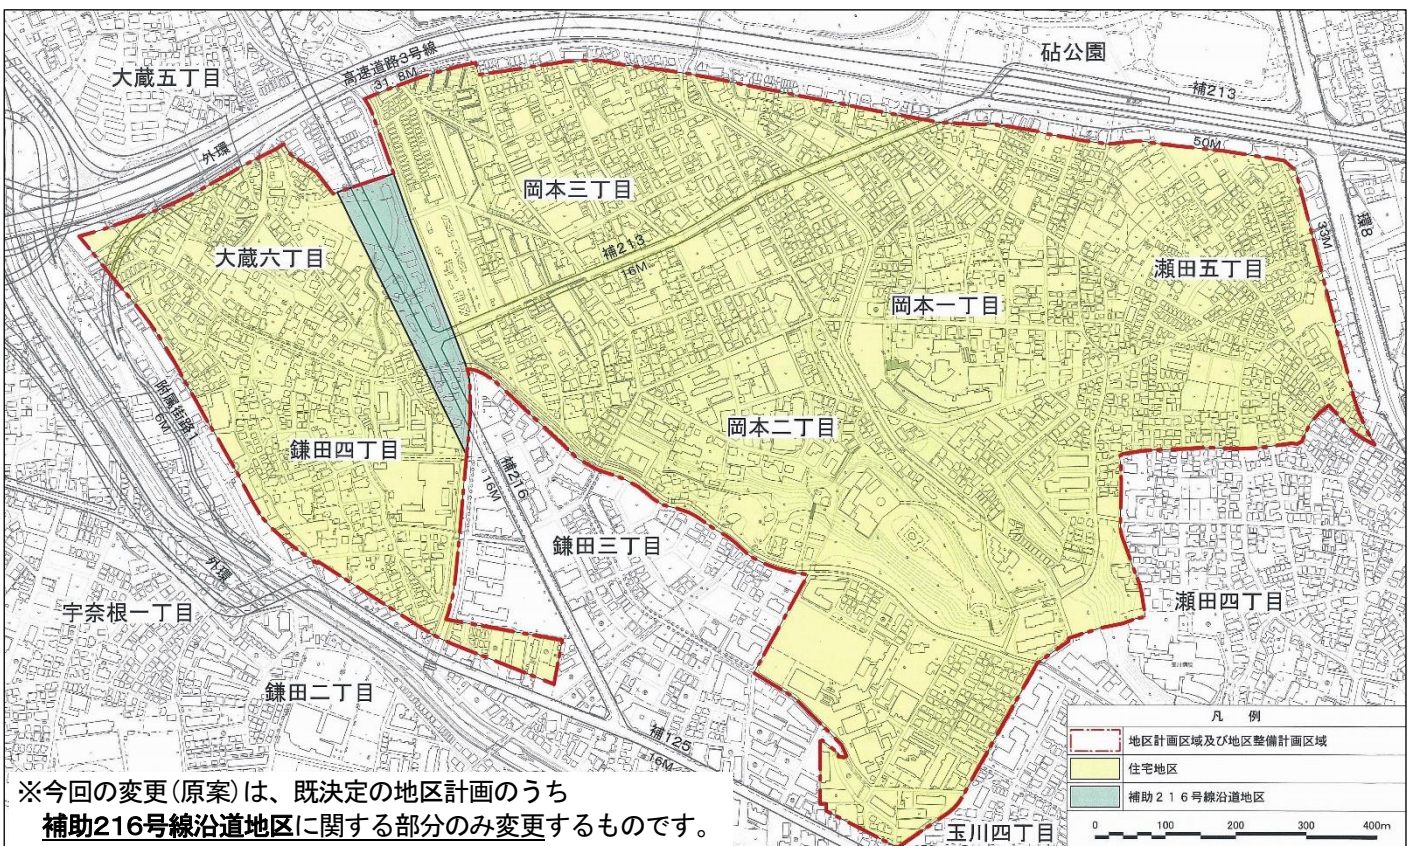 砧公園
高速道路3号線
31.8M
大蔵五丁目
補213
50M
外環
岡本三丁目
環8
33M
大蔵六丁目
補213
16M
瀬田五丁目
岡本一丁目
附属街路1
6M
岡本二丁目
鎌田四丁目
補216
16M
鎌田三丁目
外環
瀬田四丁目
宇奈根一丁目
鎌田二丁目
補125
16M
玉川四丁目
凡 例
地区計画区域及び地区整備計画区域
住宅地区
補助216号線沿道地区
0 100 200 300 400m
※今回の変更(原案)は、既決定の地区計画のうち
補助216号線沿道地区に関する部分のみ変更するものです。